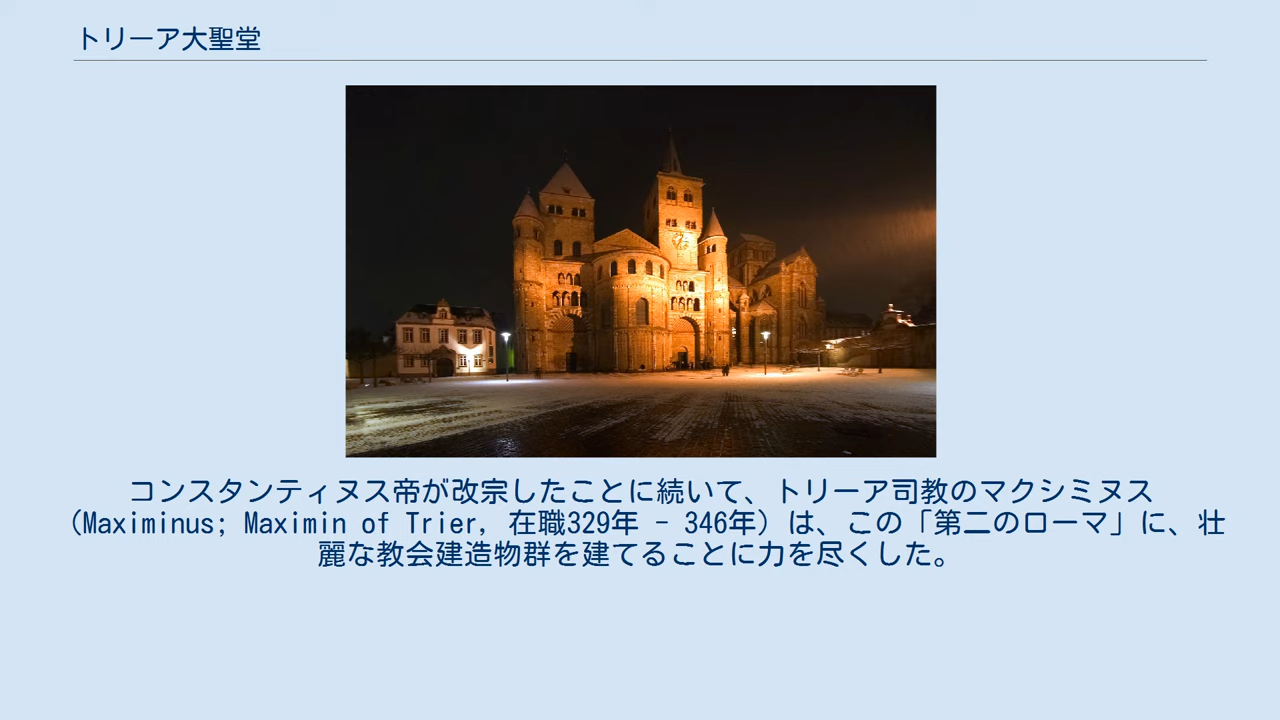 トリーア大聖堂
コンスタンティヌス帝が改宗したことに続いて、トリーア司教のマクシミヌス
（Maximinus; Maximin of Trier, 在職329年 - 346年）は、この「第二のローマ」に、壮
麗な教会建造物群を建てることに力を尽くした。